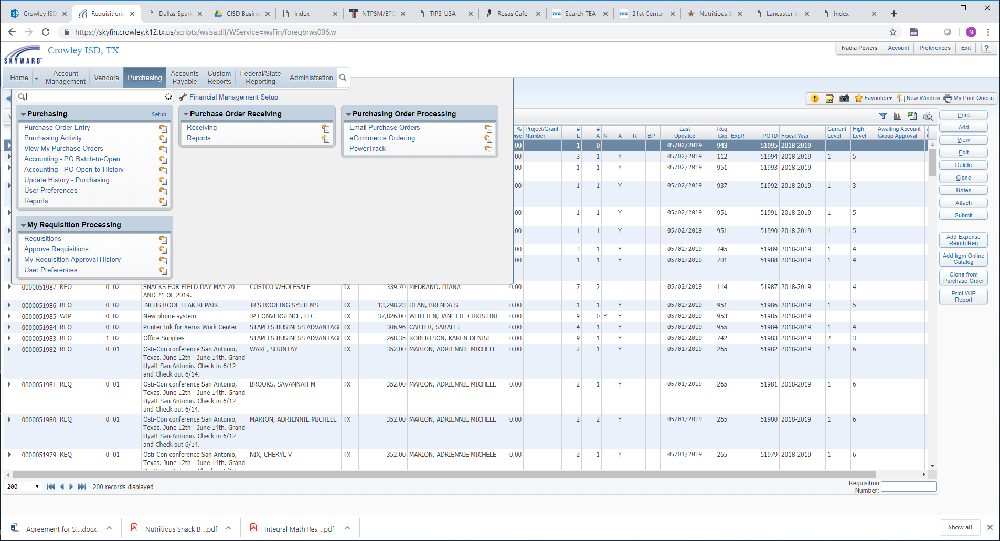 Crowley ISD
Requisitions
Dallas Spark
CISD Busine
Index
NTPSM/EPC
TIPS-USA
Rosas Cafe
TEA Search TEA
TEA 21st Century
Nutritious S
Lancaster In
Index
https://skyfin.crowley.k12.tx.us/scripts/wsisa.dll/WService=wsFin/foreqbrws006.w
PDF
N
SKYWARD
Crowley ISD, TX
Nadia Powers Account Preferences Exit ?
Home Account Management Vendors Purchasing Accounts Payable Custom Reports Federal/State Reporting Administration
Financial Management Setup
Favorites New Window My Print Queue
Purchasing Setup
Purchase Order Entry
Purchasing Activity
View My Purchase Orders
Accounting - PO Batch-to-Open
Accounting - PO Open-to-History
Update History - Purchasing
User Preferences
Reports
Purchase Order Receiving
Receiving
Reports
Purchasing Order Processing
Email Purchase Orders
eCommerce Ordering
PowerTrack
My Requisition Processing
Requisitions
Approve Requisitions
My Requisition Approval History
User Preferences
% Disc Project/Grant Number # L # A N A R BP Last Updated Req Grp ExpR PO ID Fiscal Year Current Level High Level Awaiting Account Group Approval
.00 1 0 05/02/2019 943 51995 2018-2019
.00 3 1 Y 05/02/2019 112 51994 2018-2019 1 5
.00 1 1 Y 05/02/2019 951 51993 2018-2019
.00 1 1 Y 05/02/2019 937 51992 2018-2019 1 3
.00 1 1 Y 05/02/2019 951 51991 2018-2019 1 5
.00 1 1 Y 05/02/2019 951 51990 2018-2019 1 5
.00 3 1 Y 05/02/2019 745 51989 2018-2019 1 4
.00 1 1 Y 05/02/2019 701 51988 2018-2019 1 4
0000051987 REQ 0 02 SNACKS FOR FIELD DAY MAY 20 COSTCO WHOLESALE TX 339.70 MEDRANO, DIANA 0.00 7 2 05/02/2019 114 51987 2018-2019 1 4
AND 21 OF 2019.
0000051986 REQ 0 02 NCHS ROOF LEAK REPAIR JR'S ROOFING SYSTEMS TX 13,298.23 DEAN, BRENDA S 0.00 1 1 Y 05/02/2019 951 51986 2018-2019 1 5
0000051985 WIP 0 02 New phone system IP CONVERGENCE, LLC TX 37,826.00 WHITTEN, JANETTE CHRISTINE 0.00 9 0 Y Y 05/02/2019 953 51985 2018-2019
0000051984 REQ 0 02 Printer Ink for Xerox Work Center STAPLES BUSINESS ADVANTAGE TX 306.96 CARTER, SARAH J 0.00 4 1 Y 05/02/2019 955 51984 2018-2019 1 4
0000051983 REQ 1 02 Office Supplies STAPLES BUSINESS ADVANTAGE TX 268.35 ROBERTSON, KAREN DENISE 0.00 9 1 Y 05/02/2019 742 51983 2018-2019 2 3
0000051982 REQ 0 01 Osti-Con conference San Antonio, WARE, SHUNTAY TX 352.00 MARION, ADRIENNIE MICHELE 0.00 2 1 Y 05/01/2019 265 51982 2018-2019 1 6
Texas. June 12th - June 14th. Grand
Hyatt San Antonio. Check in 6/12
and Check out 6/14.
0000051981 REQ 0 01 Osti-Con conference San Antonio, BROOKS, SAVANNAH M TX 352.00 MARION, ADRIENNIE MICHELE 0.00 2 1 Y 05/01/2019 265 51981 2018-2019 1 6
Texas. June 12th - June 14th. Grand
Hyatt San Antonio. Check in 6/12
and Check out 6/14.
0000051980 REQ 0 01 Osti-Con conference San Antonio, MARION, ADRIENNIE MICHELE TX 352.00 MARION, ADRIENNIE MICHELE 0.00 2 2 Y 05/01/2019 265 51980 2018-2019 1 6
Texas. June 12th - June 14th. Grand
Hyatt San Antonio. Check in 6/12
and Check out 6/14.
0000051979 REQ 0 01 Osti-Con conference San Antonio, NIX, CHERYL V TX 352.00 MARION, ADRIENNIE MICHELE 0.00 2 1 Y 05/01/2019 265 51979 2018-2019 1 6
Texas. June 12th - June 14th. Grand
Print
Add
View
Edit
Delete
Clone
Notes
Attach
Submit
Add Expense
Reimb Req
Add from Online
Catalog
Clone from
Purchase Order
Print WIP
Report
200 200 records displayed
Requisition
Number:
Agreement for S....docx
Nutritious Snack B....pdf
Integral Math Res....pdf
Show all